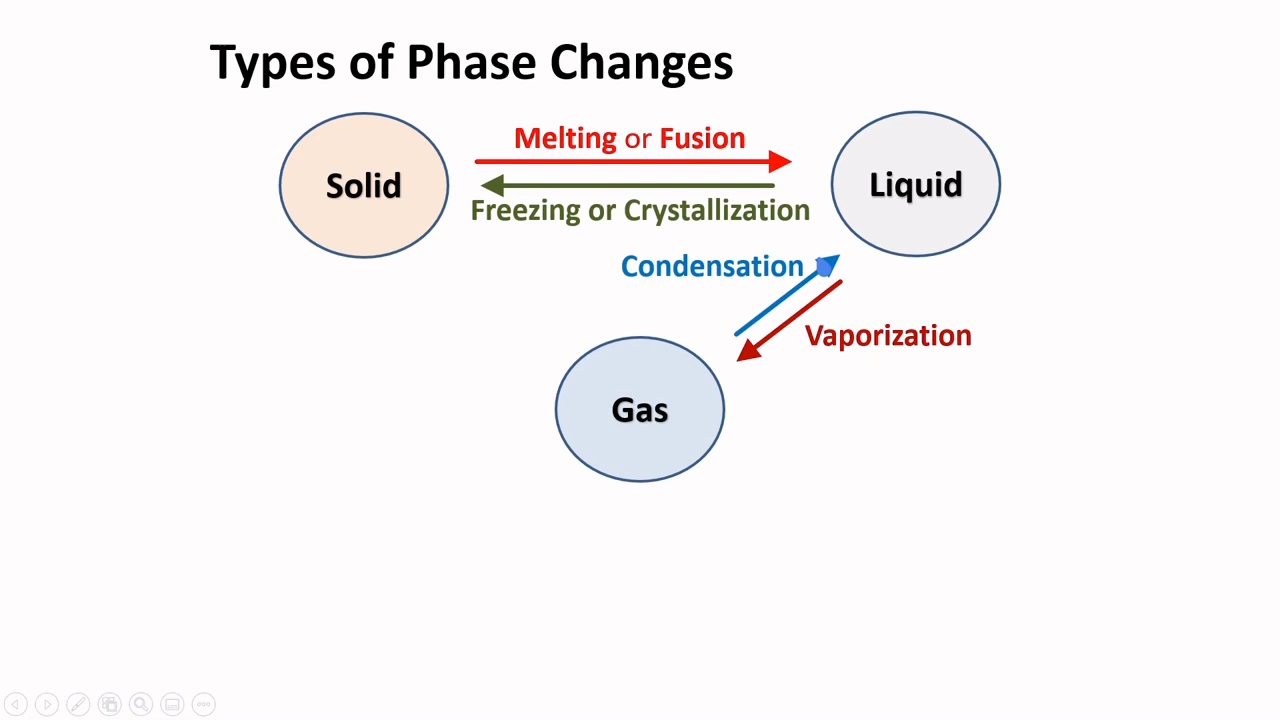 Types of Phase Changes
Melting or Fusion
Solid
Liquid
Freezing or Crystallization
Condensation
Vaporization
Gas